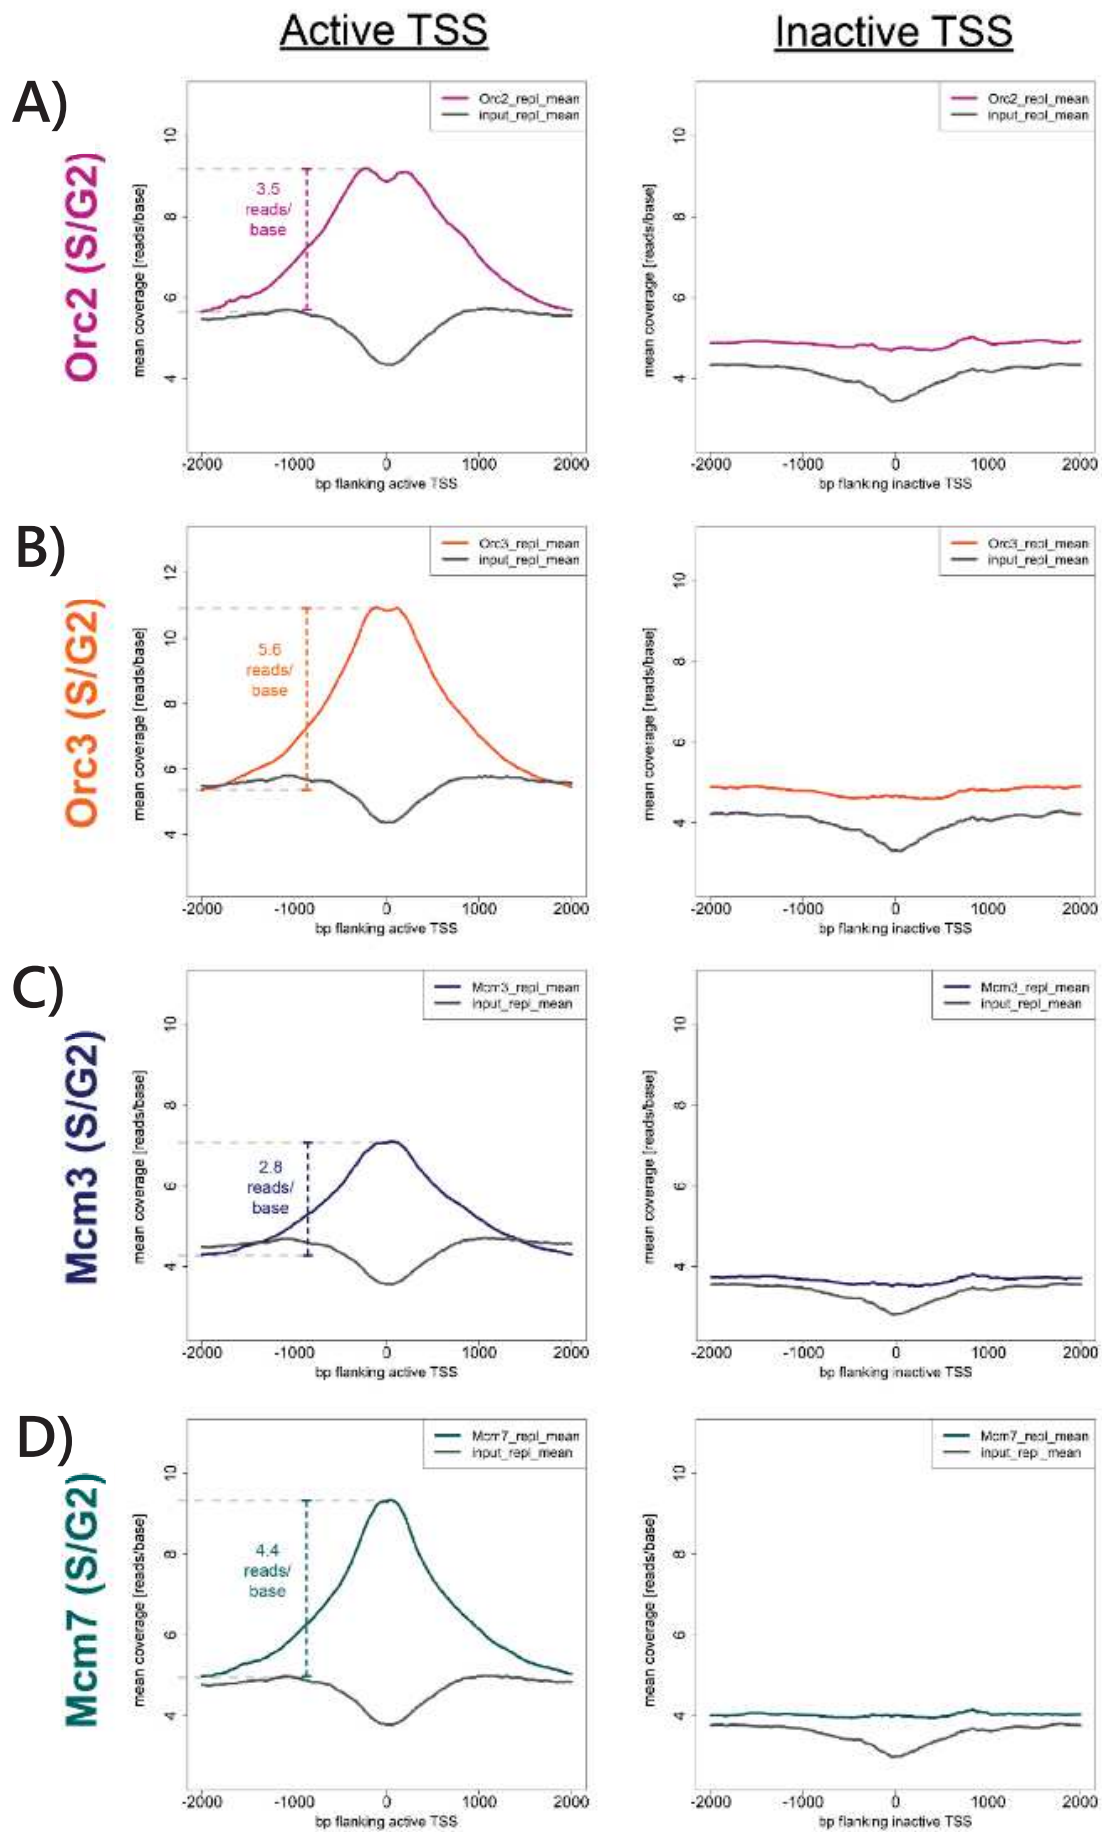 Active TSS
Inactive TSS
A)
Orc2 (S/G2)
mean coverage [reads/base]
10
8
6
4
Orc2_repl_mean
input_repl_mean
3.5
reads/
base
-2000 -1000 0 1000 2000
bp flanking active TSS
mean coverage [reads/base]
10
8
6
4
Orc2_repl_mean
input_repl_mean
-2000 -1000 0 1000 2000
bp flanking inactive TSS
B)
Orc3 (S/G2)
mean coverage [reads/base]
12
10
8
6
4
Orc3_repl_mean
input_repl_mean
5.6
reads/
base
-2000 -1000 0 1000 2000
bp flanking active TSS
mean coverage [reads/base]
10
8
6
4
Orc3_repl_mean
input_repl_mean
-2000 -1000 0 1000 2000
bp flanking inactive TSS
C)
Mcm3 (S/G2)
mean coverage [reads/base]
10
8
6
4
Mcm3_repl_mean
input_repl_mean
2.8
reads/
base
-2000 -1000 0 1000 2000
bp flanking active TSS
mean coverage [reads/base]
10
8
6
4
Mcm3_repl_mean
input_repl_mean
-2000 -1000 0 1000 2000
bp flanking inactive TSS
D)
Mcm7 (S/G2)
mean coverage [reads/base]
10
8
6
4
Mcm7_repl_mean
input_repl_mean
4.4
reads/
base
-2000 -1000 0 1000 2000
bp flanking active TSS
mean coverage [reads/base]
10
8
6
4
Mcm7_repl_mean
input_repl_mean
-2000 -1000 0 1000 2000
bp flanking inactive TSS